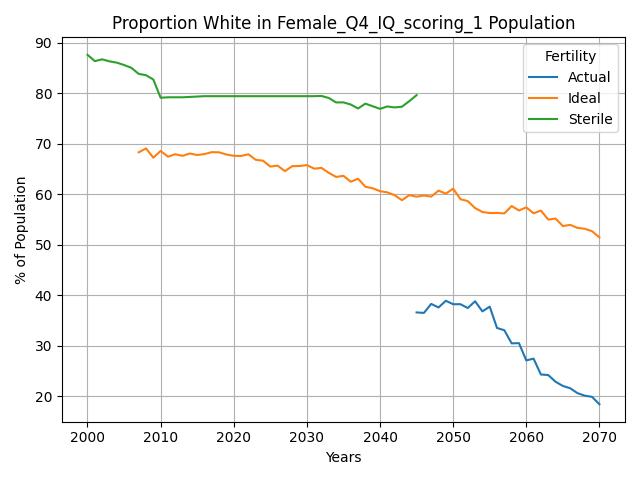 Proportion White in Female_Q4_IQ_scoring_1 Population
% of Population
90
80
70
60
50
40
30
20
Fertility
Actual
Ideal
Sterile
2000 2010 2020 2030 2040 2050 2060 2070
Years